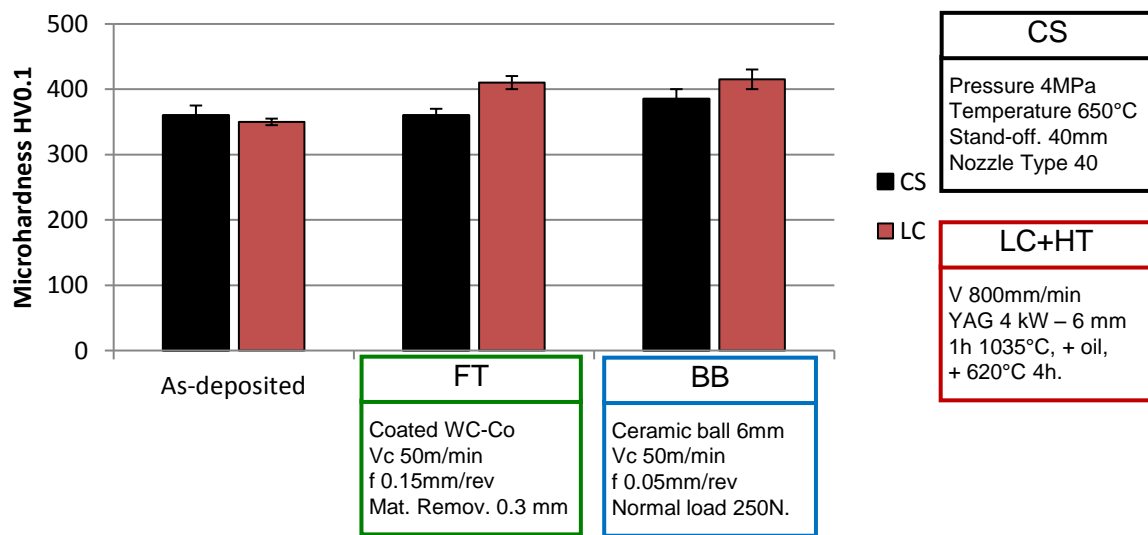 500
400
300
200
100
0
Microhardness HV0.1
As-deposited
FT
Coated WC-Co
Vc 50m/min
f 0.15mm/rev
Mat. Remov. 0.3 mm
BB
Ceramic ball 6mm
Vc 50m/min
f 0.05mm/rev
Normal load 250N.
CS
LC
CS
Pressure 4MPa
Temperature 650°C
Stand-off. 40mm
Nozzle Type 40
LC+HT
V 800mm/min
YAG 4 kW – 6 mm
1h 1035°C, + oil,
+ 620°C 4h.